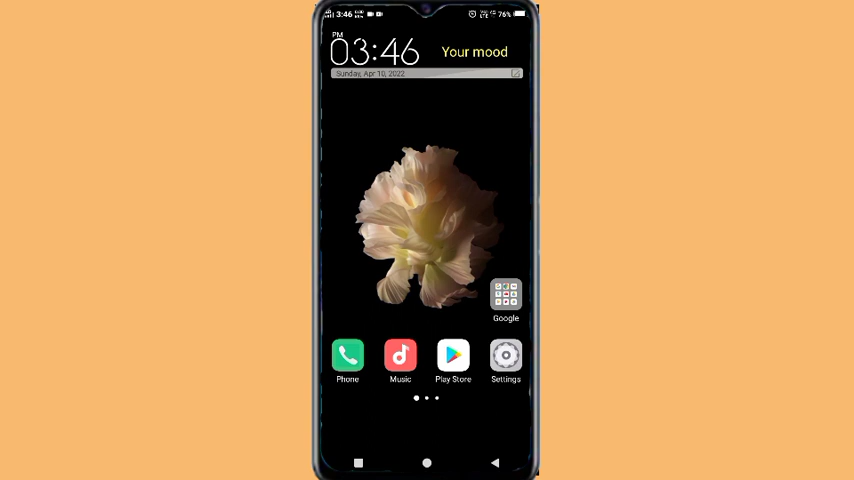 3:46
76%
PM
03:46
Your mood
Sunday, Apr 10, 2022
Google
Phone
Music
Play Store
Settings